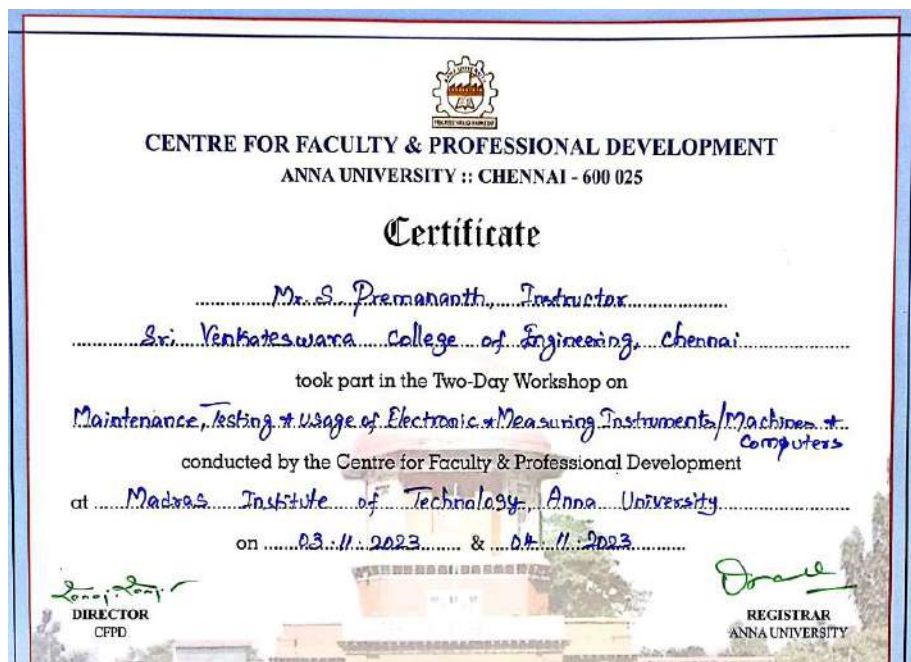 CENTRE FOR FACULTY & PROFESSIONAL DEVELOPMENT
ANNA UNIVERSITY :: CHENNAI - 600 025
Certificate
Mr. S. Premananth, Instructor
Sri Venkateswara College of Engineering, Chennai
took part in the Two-Day Workshop on
Maintenance, Testing & usage of Electronic & Measuring Instruments/Machines &
Computers
conducted by the Centre for Faculty & Professional Development
at Madras Institute of Technology, Anna University
on 03.11.2023 & 04.11.2023
DIRECTOR
CFPD
REGISTRAR
ANNA UNIVERSITY